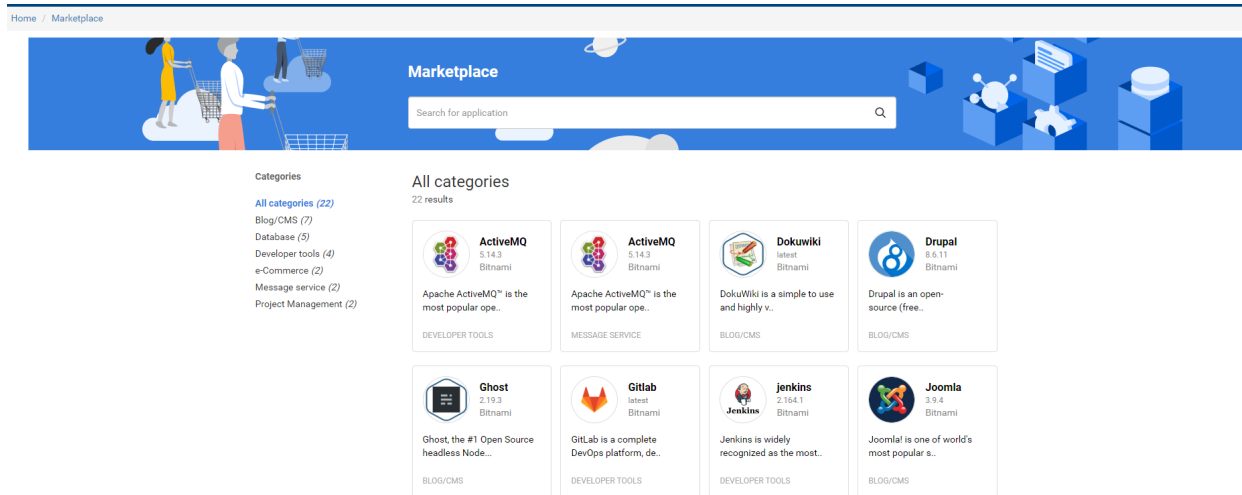 Home / Marketplace
Marketplace
Search for application
Categories
All categories (22)
Blog/CMS (7)
Database (5)
Developer tools (4)
e-Commerce (2)
Message service (2)
Project Management (2)
All categories
22 results
ActiveMQ
5.14.3
Bitnami
Apache ActiveMQ™ is the
most popular ope..
DEVELOPER TOOLS
ActiveMQ
5.14.3
Bitnami
Apache ActiveMQ™ is the
most popular ope..
MESSAGE SERVICE
Dokuwiki
latest
Bitnami
DokuWiki is a simple to use
and highly v..
BLOG/CMS
Drupal
8.6.11
Bitnami
Drupal is an open-
source (free..
BLOG/CMS
Ghost
2.19.3
Bitnami
Ghost, the #1 Open Source
headless Node...
BLOG/CMS
Gitlab
latest
Bitnami
GitLab is a complete
DevOps platform, de..
DEVELOPER TOOLS
Jenkins
jenkins
2.164.1
Bitnami
Jenkins is widely
recognized as the most..
DEVELOPER TOOLS
Joomla
3.9.4
Bitnami
Joomla! is one of world's
most popular s..
BLOG/CMS